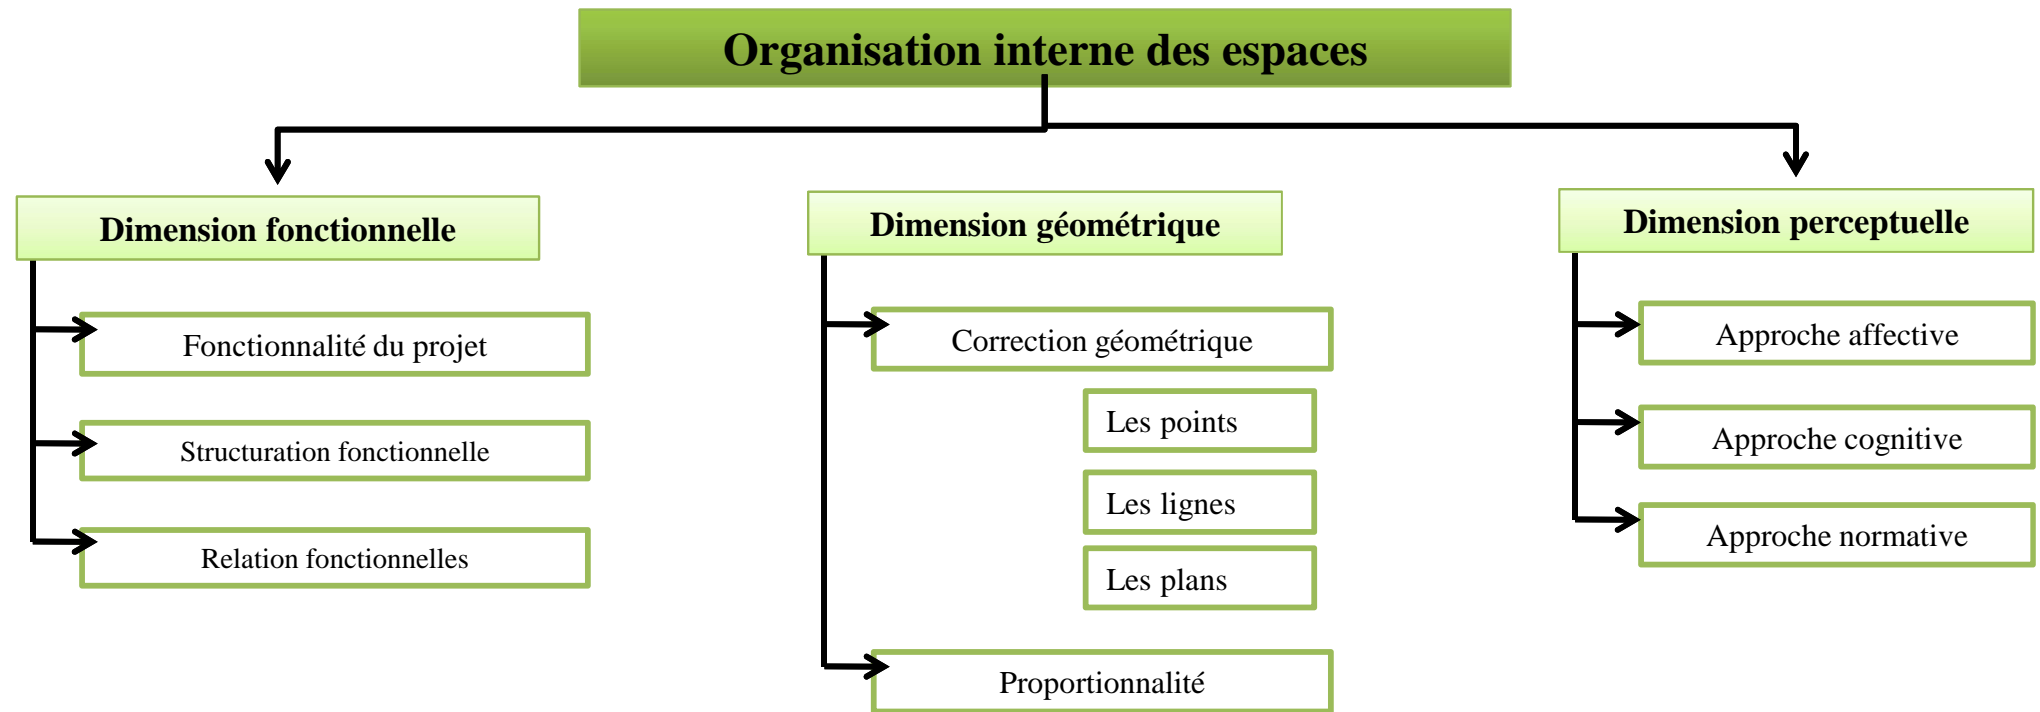 Organisation interne des espaces
Dimension fonctionnelle
Fonctionnalité du projet
Structuration fonctionnelle
Relation fonctionnelles
Dimension géométrique
Correction géométrique
Les points
Les lignes
Les plans
Proportionnalité
Dimension perceptuelle
Approche affective
Approche cognitive
Approche normative